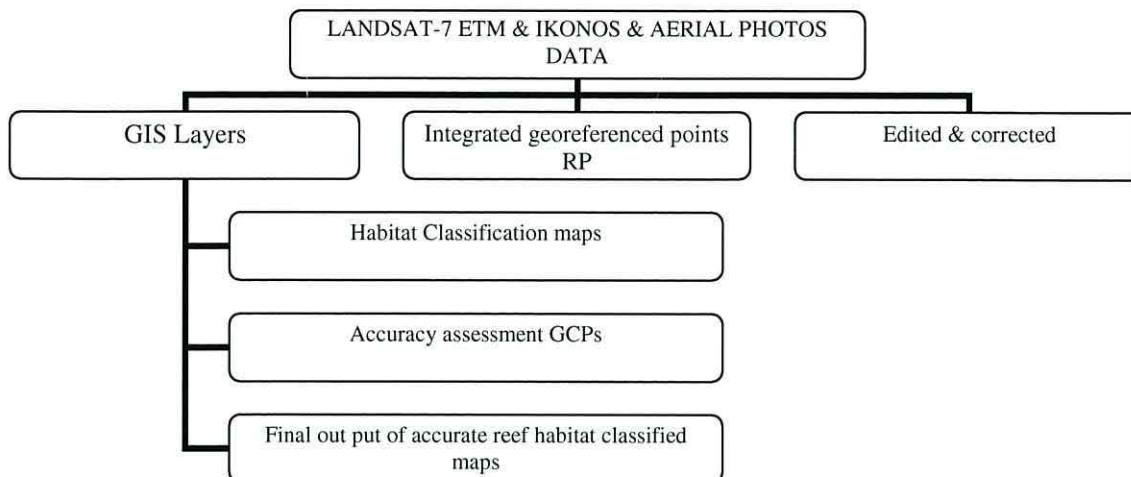 LANDSAT-7 ETM & IKONOS & AERIAL PHOTOS
DATA
GIS Layers
Integrated georeferenced points
RP
Edited & corrected
Habitat Classification maps
Accuracy assessment GCPs
Final out put of accurate reef habitat classified
maps